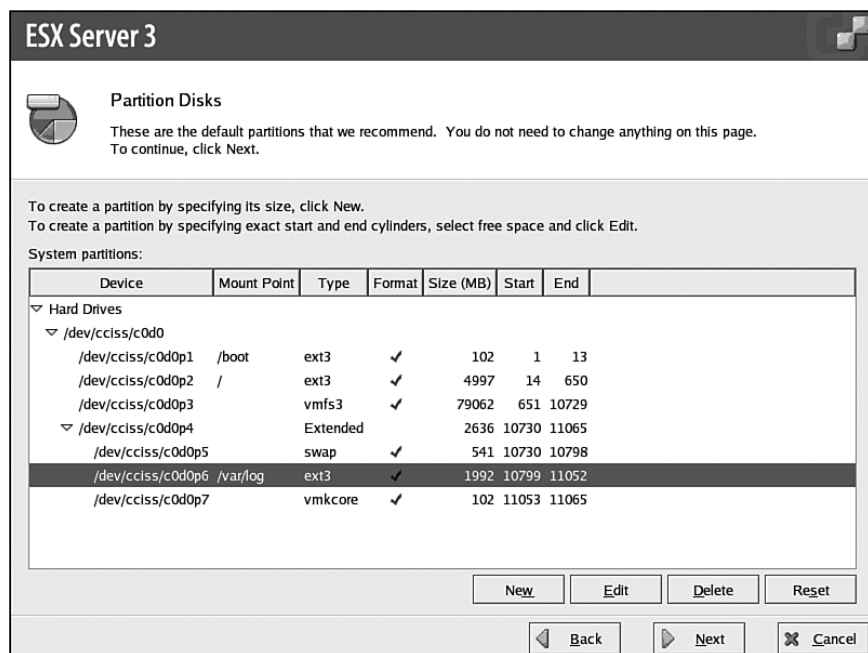 ESX Server 3
Partition Disks
These are the default partitions that we recommend. You do not need to change anything on this page.
To continue, click Next.
To create a partition by specifying its size, click New.
To create a partition by specifying exact start and end cylinders, select free space and click Edit.
System partitions:
Device Mount Point Type Format Size (MB) Start End
Hard Drives
/dev/cciss/c0d0
/dev/cciss/c0d0p1 /boot ext3 ✓ 102 1 13
/dev/cciss/c0d0p2 / ext3 ✓ 4997 14 650
/dev/cciss/c0d0p3 vmfs3 ✓ 79062 651 10729
/dev/cciss/c0d0p4 Extended 2636 10730 11065
/dev/cciss/c0d0p5 swap ✓ 541 10730 10798
/dev/cciss/c0d0p6 /var/log ext3 ✓ 1992 10799 11052
/dev/cciss/c0d0p7 vmkcore ✓ 102 11053 11065
New Edit Delete Reset
Back Next Cancel